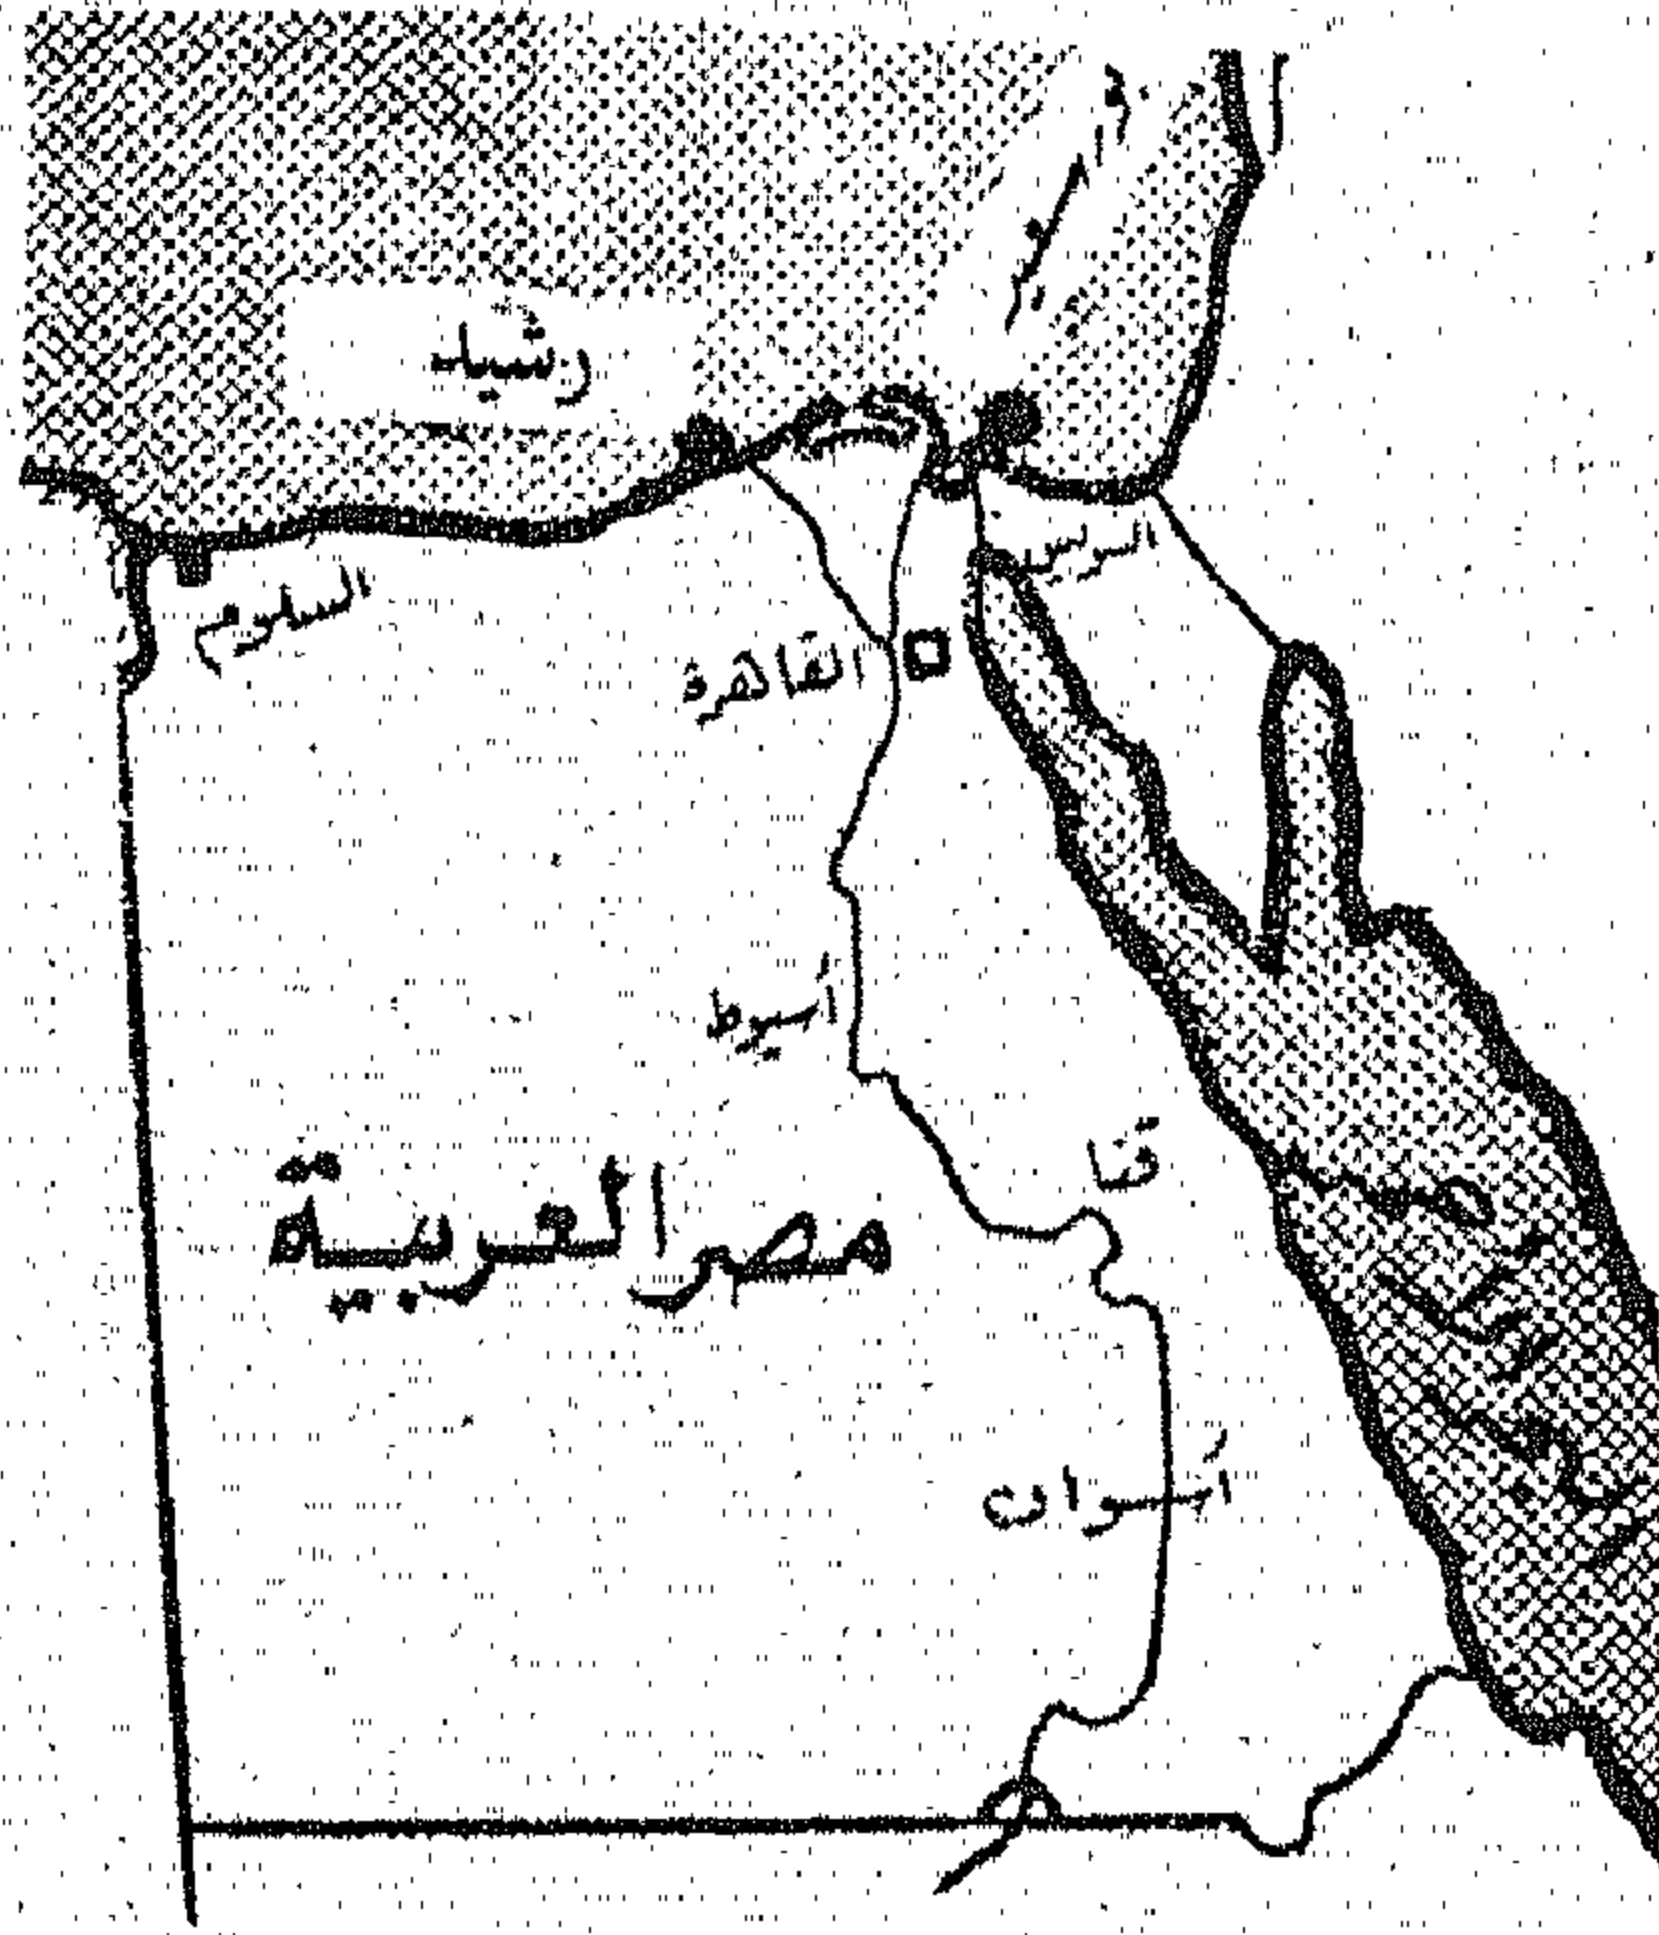 رشيد
السويس
السلوم
القاهرة
أسيوط
قنا
مصر العربية
أسوان